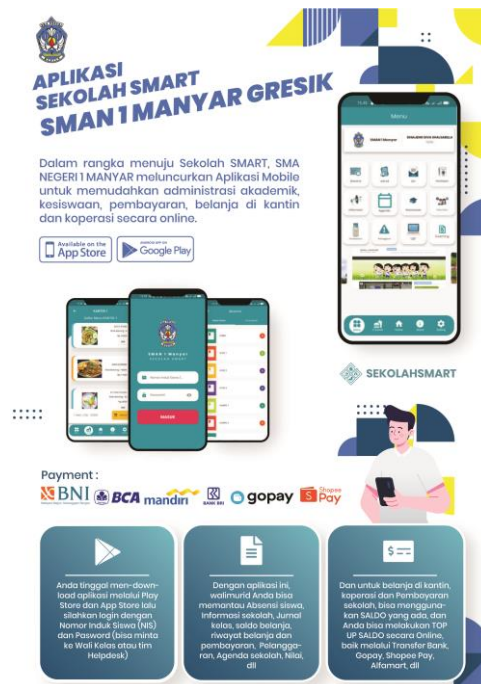 APLIKASI
SEKOLAH SMART
SMAN 1 MANYAR GRESIK
Dalam rangka menuju Sekolah SMART, SMA
NEGERI 1 MANYAR meluncurkan Aplikasi Mobile
untuk memudahkan administrasi akademik,
kesiswaan, pembayaran, belanja di kantin
dan koperasi secara online.
Available on the
App Store
Google Play
Menu
SMAN 1 Manyar
SMAN 1 Manyar
SEKOLAH SMART
Masuk
SEKOLAHSMART
Payment :
BNI
BCA
mandiri
BANK BRI
gopay
Shopee
Pay
Anda tinggal men-down-
load aplikasi melalui Play
Store dan App Store lalu
silahkan login dengan
Nomor Induk Siswa (NIS)
dan Pasword (bisa minta
ke Wali Kelas atau tim
Helpdesk)
Dengan aplikasi ini,
walimurid Anda bisa
memantau Absensi siswa,
Informasi sekolah, Jurnal
kelas, saldo belanja,
riwayat belanja dan
pembayaran, Pelangga-
ran, Agenda sekolah, Nilai,
dll
Dan untuk belanja di kantin,
koperasi dan Pembayaran
sekolah, bisa mengguna-
kan SALDO yang ada, dan
Anda bisa melakukan TOP
UP SALDO secara Online,
baik melalui Transfer Bank,
Gopay, Shopee Pay,
Alfamart, dll